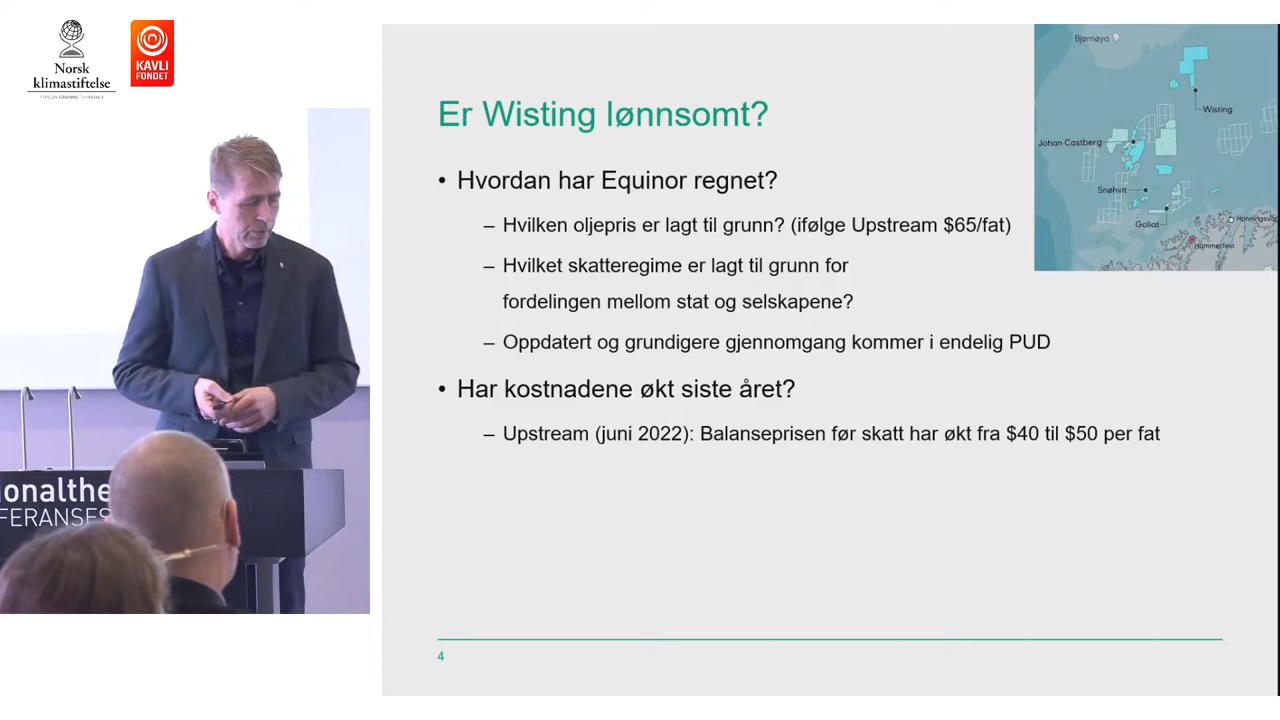 Norsk
klimastiftelse
KAVLI
FONDET
Er Wisting lønnsomt?
• Hvordan har Equinor regnet?
– Hvilken oljepris er lagt til grunn? (ifølge Upstream $65/fat)
– Hvilket skatteregime er lagt til grunn for
fordelingen mellom stat og selskapene?
– Oppdatert og grundigere gjennomgang kommer i endelig PUD
• Har kostnadene økt siste året?
– Upstream (juni 2022): Balanseprisen før skatt har økt fra $40 til $50 per fat
4
Bjørnøya
Wisting
Johan Castberg
Snøhvit
Goliat
Honningsvåg
Hammerfest
ionalthe
FERANSES